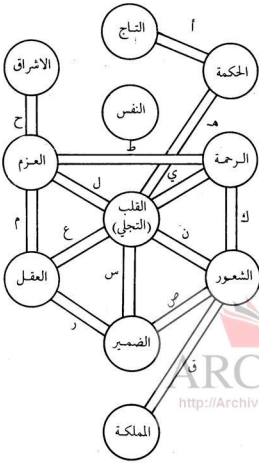 التاج
أ
الاشراق
الحكمة
النفس
هـ
ح
ط
العزم
الرحمة
ل
ي
القلب
(التجلي)
م
ك
ع
ن
العقل
الشعور
س
ر
ص
الضمير
ق
ARC
http://Archiv
المملكة